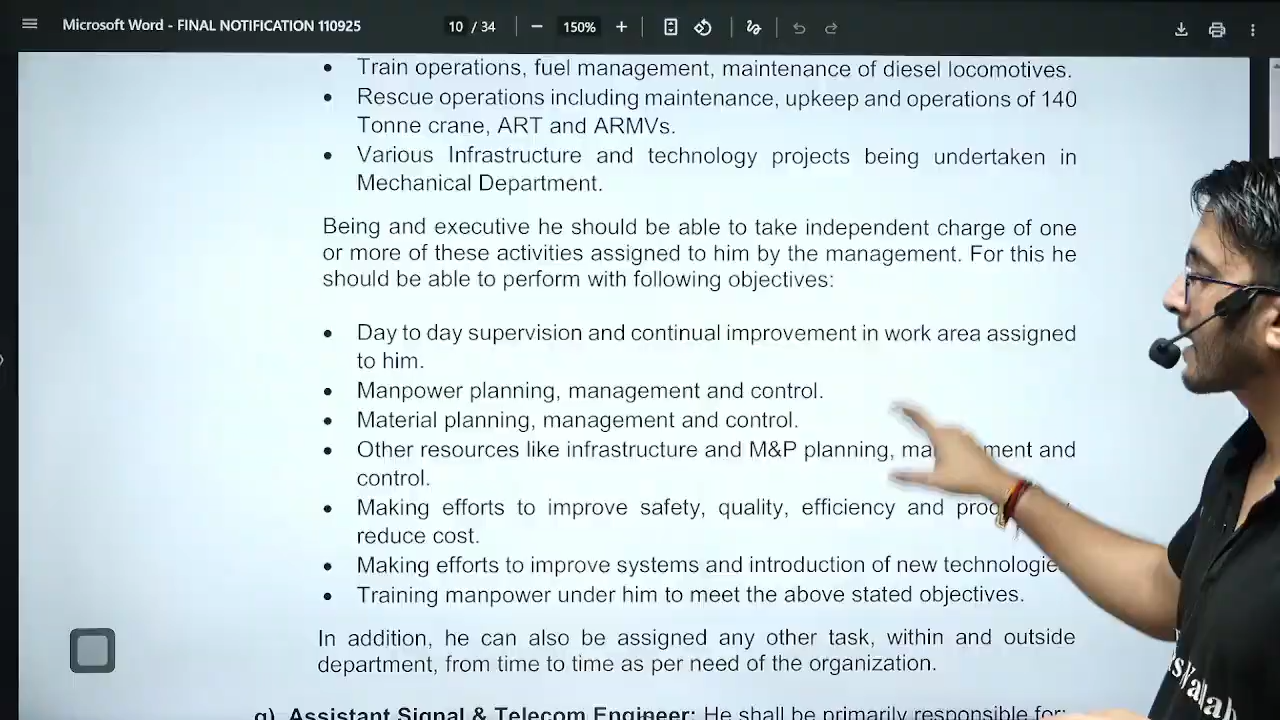 Microsoft Word - FINAL NOTIFICATION 110925
10 / 34
150%
Train operations, fuel management, maintenance of diesel locomotives.
Rescue operations including maintenance, upkeep and operations of 140
Tonne crane, ART and ARMVs.
Various Infrastructure and technology projects being undertaken in
Mechanical Department.
Being and executive he should be able to take independent charge of one
or more of these activities assigned to him by the management. For this he
should be able to perform with following objectives:
Day to day supervision and continual improvement in work area assigned
to him.
Manpower planning, management and control.
Material planning, management and control.
Other resources like infrastructure and M&P planning, and
control.
Making efforts to improve safety, quality, efficiency and
reduce cost.
Making efforts to improve systems and introduction of new
Training manpower under him to meet the above stated objectives.
In addition, he can also be assigned any other task, within and outside
department, from time to time as per need of the organization.
g) Assistant Signal & Telecom Engineer: He shall be primarily responsible for: